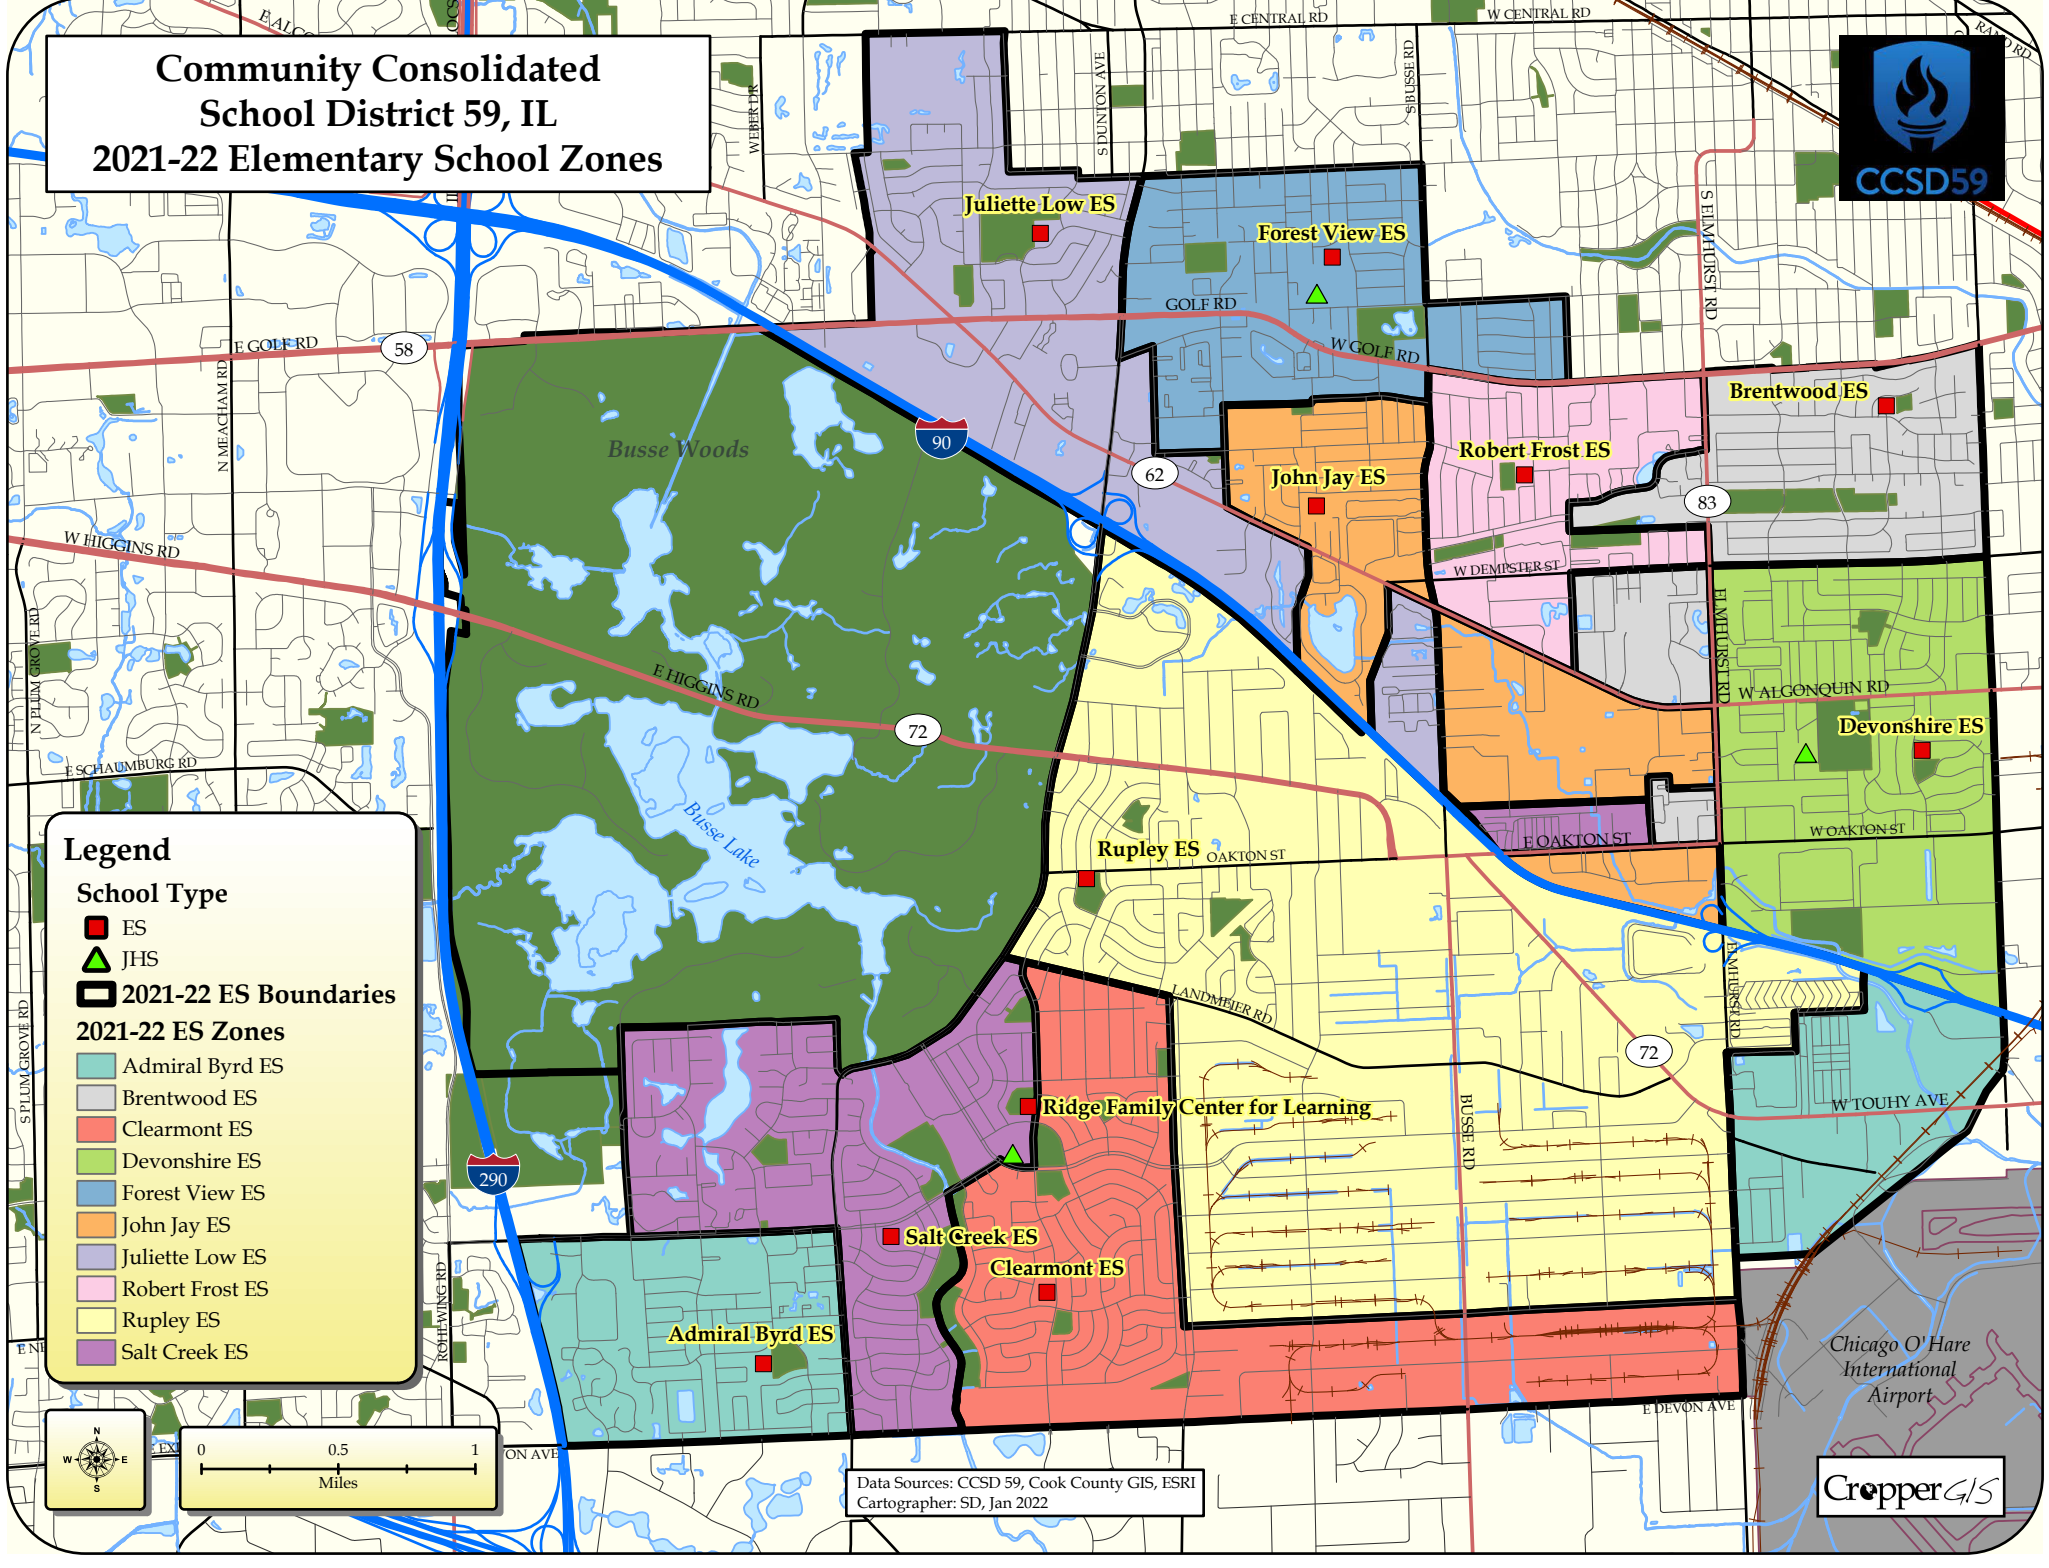 Community Consolidated
School District 59, IL
2021-22 Elementary School Zones
E CENTRAL RD
W CENTRAL RD
RAND RD
WEBER DR
S DUNTON AVE
S BUSSE RD
CCSD59
Juliette Low ES
Forest View ES
S ELMHURST RD
GOLF RD
W GOLF RD
E GOLF RD
58
N MEACHAM RD
Brentwood ES
Busse Woods
90
62
Robert Frost ES
John Jay ES
83
W HIGGINS RD
W DEMPSTER ST
N PLUM GROVE RD
ELMHURST RD
E HIGGINS RD
72
W ALGONQUIN RD
Devonshire ES
E SCHAUMBURG RD
Busse Lake
E OAKTON ST
W OAKTON ST
Rupley ES
OAKTON ST
Legend
School Type
ES
JHS
2021-22 ES Boundaries
2021-22 ES Zones
Admiral Byrd ES
Brentwood ES
Clearmont ES
Devonshire ES
Forest View ES
John Jay ES
Juliette Low ES
Robert Frost ES
Rupley ES
Salt Creek ES
S PLUM GROVE RD
LANDMEIER RD
ELMHURST RD
72
W TOUHY AVE
Ridge Family Center for Learning
BUSSE RD
290
Salt Creek ES
Clearmont ES
ROHLWING RD
Admiral Byrd ES
Chicago O'Hare
International
Airport
E DEVON AVE
ON AVE
N
W E
S
0 0.5 1
Miles
Data Sources: CCSD 59, Cook County GIS, ESRI
Cartographer: SD, Jan 2022
Cropper GIS